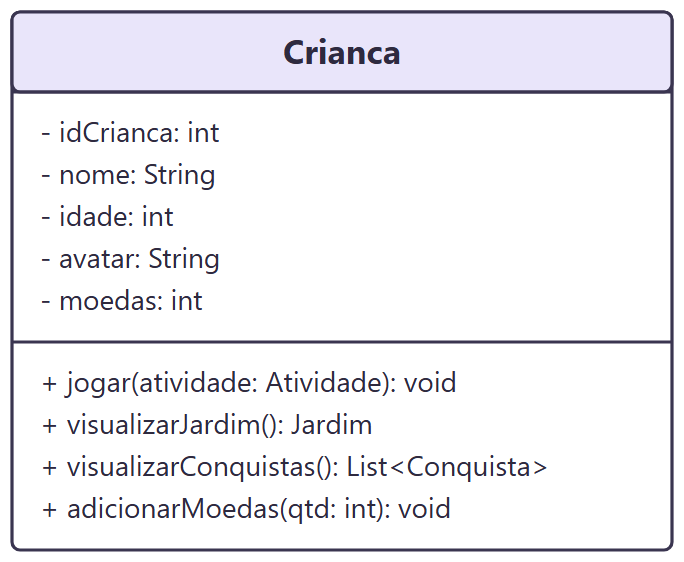 Crianca
- idCrianca: int
- nome: String
- idade: int
- avatar: String
- moedas: int
+ jogar(atividade: Atividade): void
+ visualizarJardim(): Jardim
+ visualizarConquistas(): List<Conquista>
+ adicionarMoedas(qtd: int): void